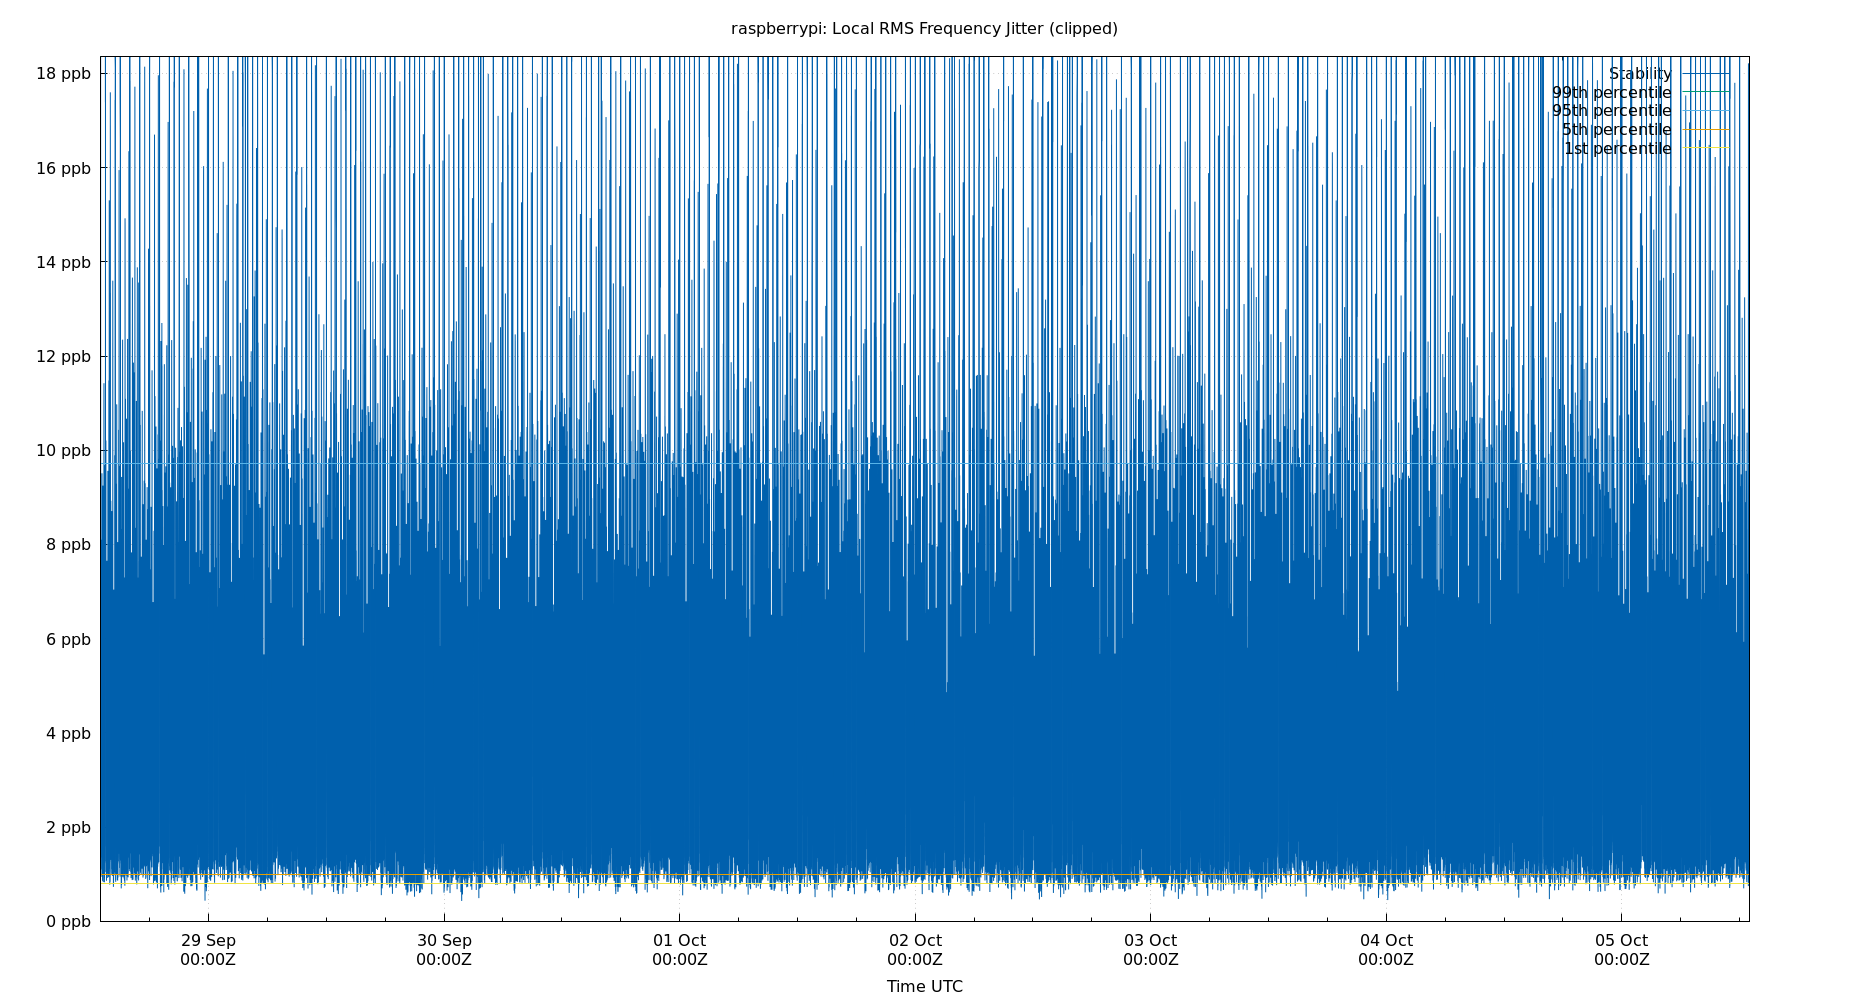 raspberrypi: Local RMS Frequency Jitter (clipped)
18 ppb
16 ppb
14 ppb
12 ppb
10 ppb
8 ppb
6 ppb
4 ppb
2 ppb
0 ppb
Stability
99th percentile
95th percentile
5th percentile
1st percentile
29 Sep 30 Sep 01 Oct 02 Oct 03 Oct 04 Oct 05 Oct
00:00Z 00:00Z 00:00Z 00:00Z 00:00Z 00:00Z 00:00Z
Time UTC